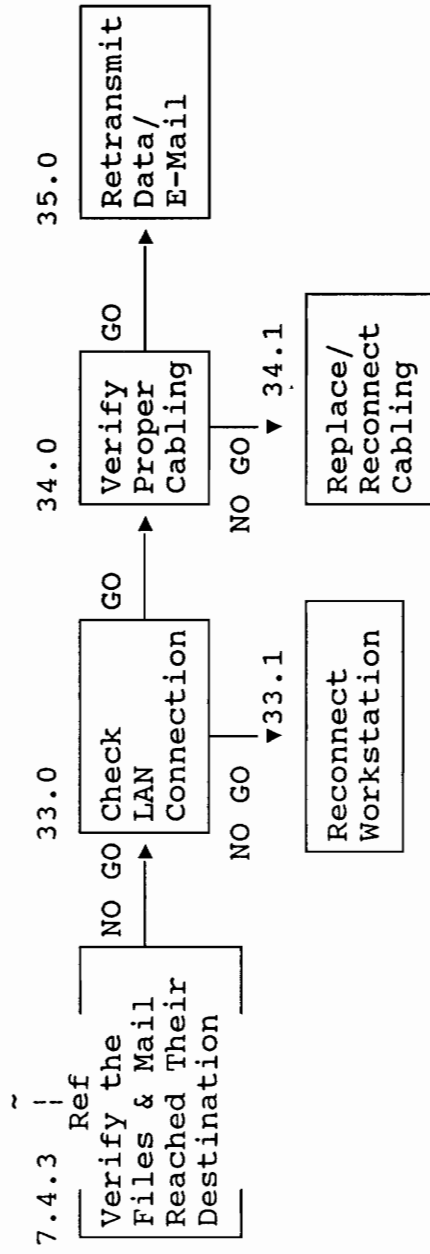 7.4.3
Ref
Verify the
Files & Mail
Reached Their
Destination
NO GO
33.0
Check
LAN
Connection
NO GO
33.1
Reconnect
Workstation
GO
34.0
Verify
Proper
Cabling
NO GO
34.1
Replace/
Reconnect
Cabling
GO
35.0
Retransmit
Data/
E-Mail